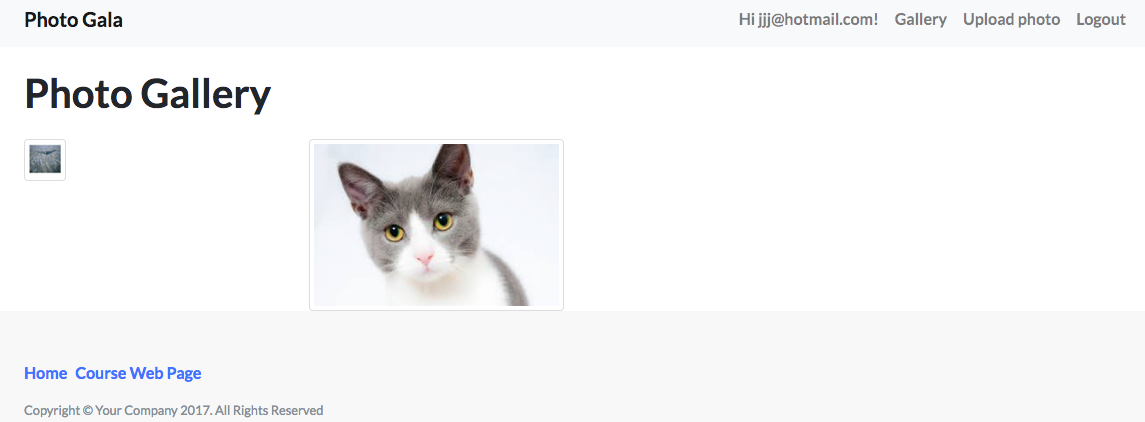 Photo Gala Hi jjj@hotmail.com! Gallery Upload photo Logout
Photo Gallery
Home Course Web Page
Copyright © Your Company 2017. All Rights Reserved